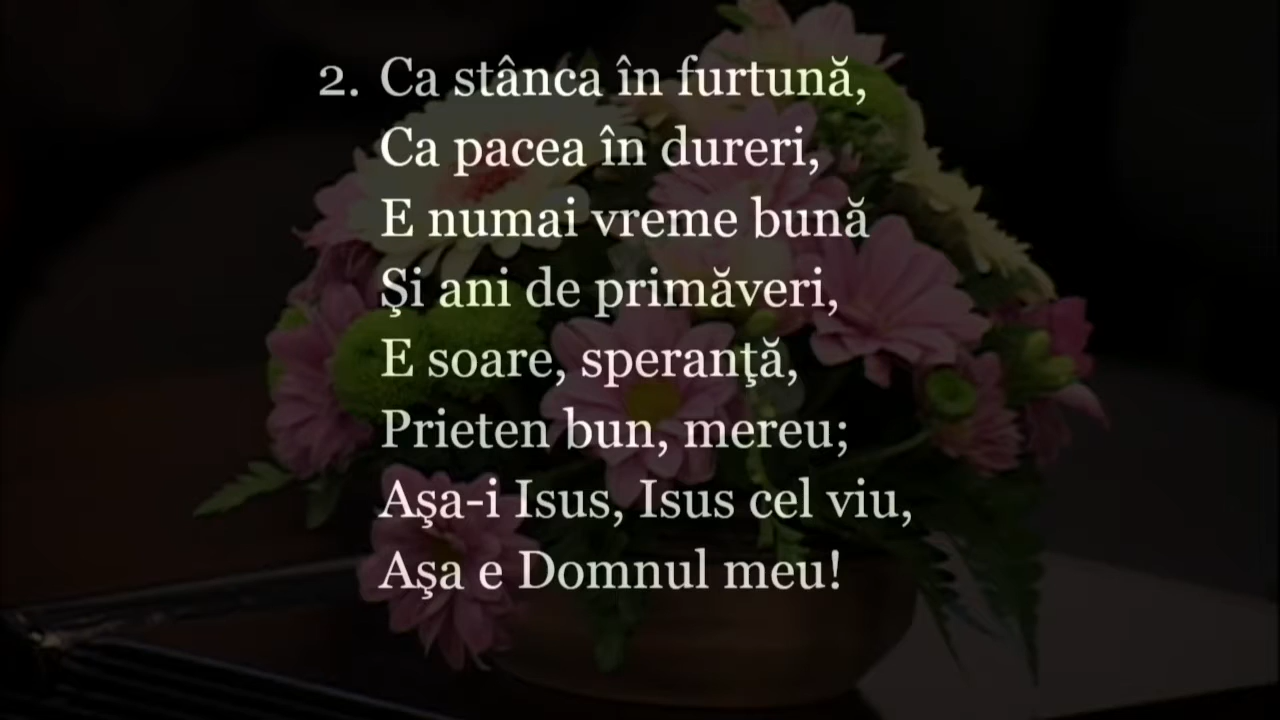 2. Ca stânca în furtună,
Ca pacea în dureri,
E numai vreme bună
Şi ani de primăveri,
E soare, speranţă,
Prieten bun, mereu;
Aşa-i Isus, Isus cel viu,
Aşa e Domnul meu!